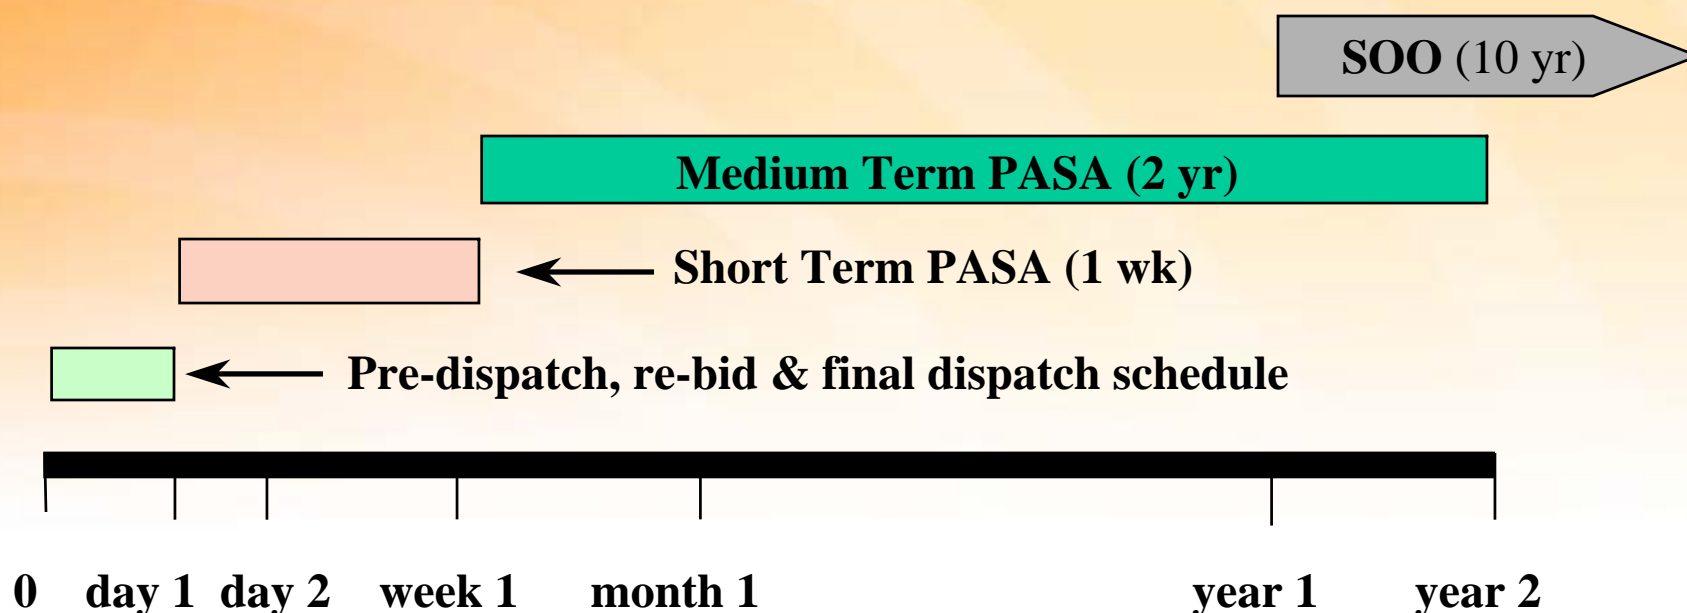 SOO (10 yr)
Medium Term PASA (2 yr)
Short Term PASA (1 wk)
Pre-dispatch, re-bid & final dispatch schedule
0 day 1 day 2 week 1 month 1 year 1 year 2